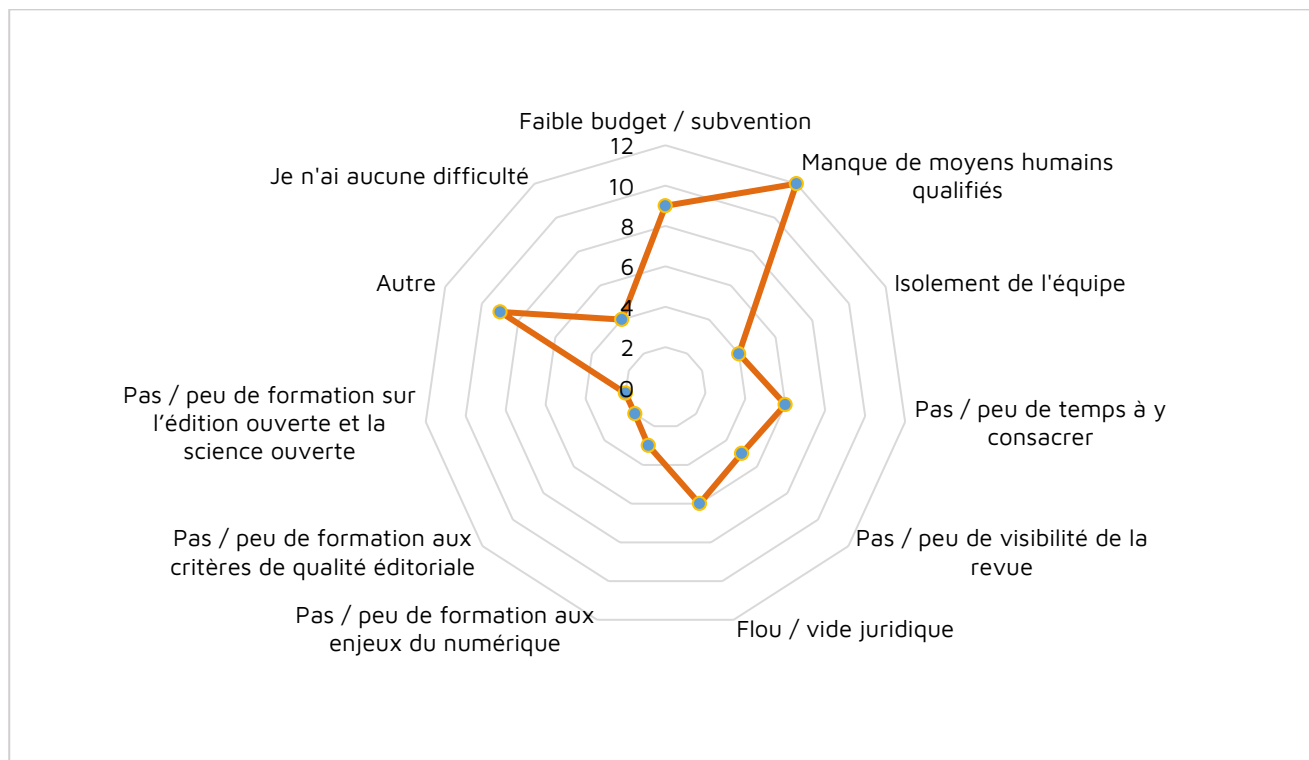 Faible budget / subvention
12
10
8
6
4
2
0
Manque de moyens humains
qualifiés
Isolement de l'équipe
Pas / peu de temps à y
consacrer
Pas / peu de visibilité de la
revue
Flou / vide juridique
Pas / peu de formation aux
enjeux du numérique
Pas / peu de formation aux
critères de qualité éditoriale
Pas / peu de formation sur
l’édition ouverte et la
science ouverte
Autre
Je n'ai aucune difficulté